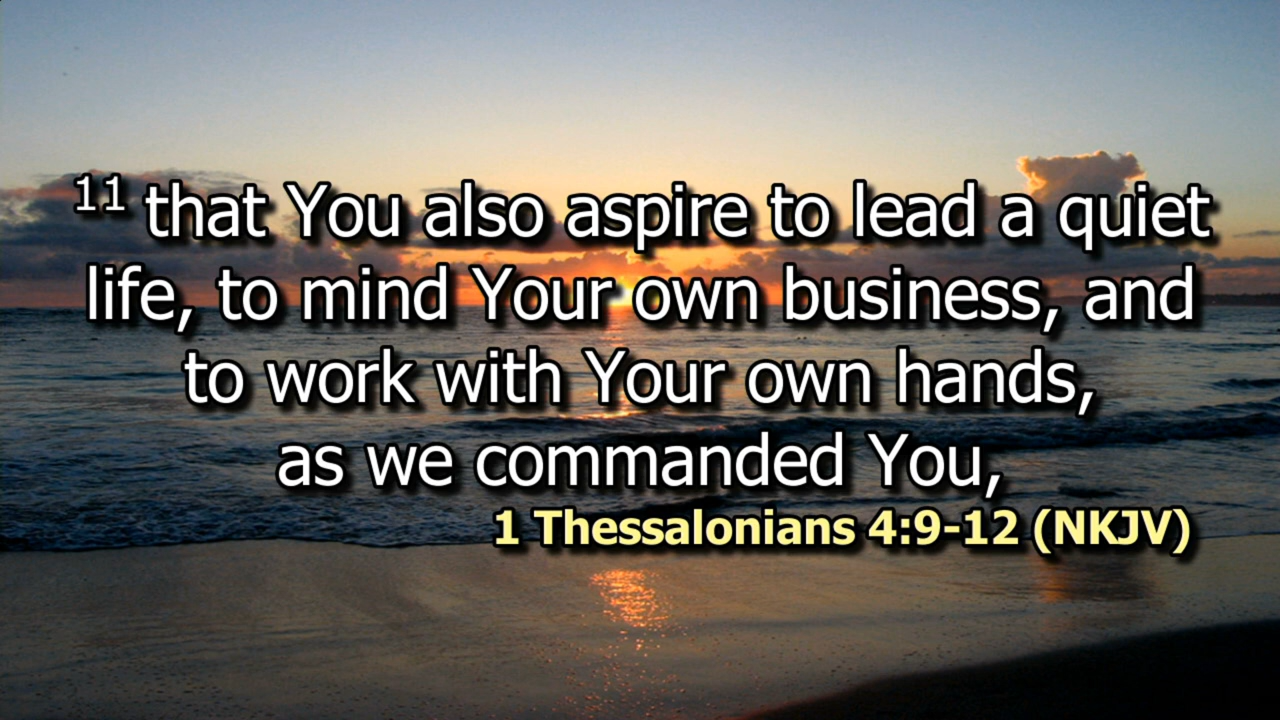 11 that You also aspire to lead a quiet
life, to mind Your own business, and
to work with Your own hands,
as we commanded You,
1 Thessalonians 4:9-12 (NKJV)